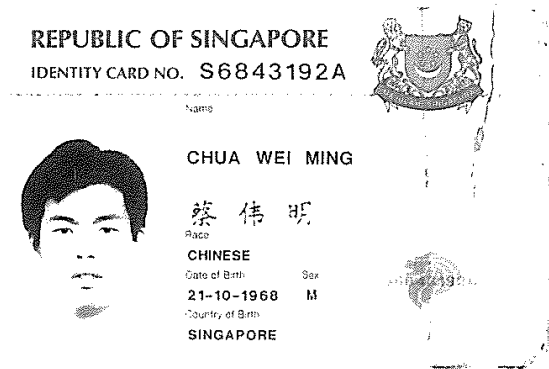 REPUBLIC OF SINGAPORE
IDENTITY CARD NO. S6843192A
Name
CHUA WEI MING
蔡 伟 明
Race
CHINESE
Date of Birth Sex
21-10-1968 M
Country of Birth
SINGAPORE